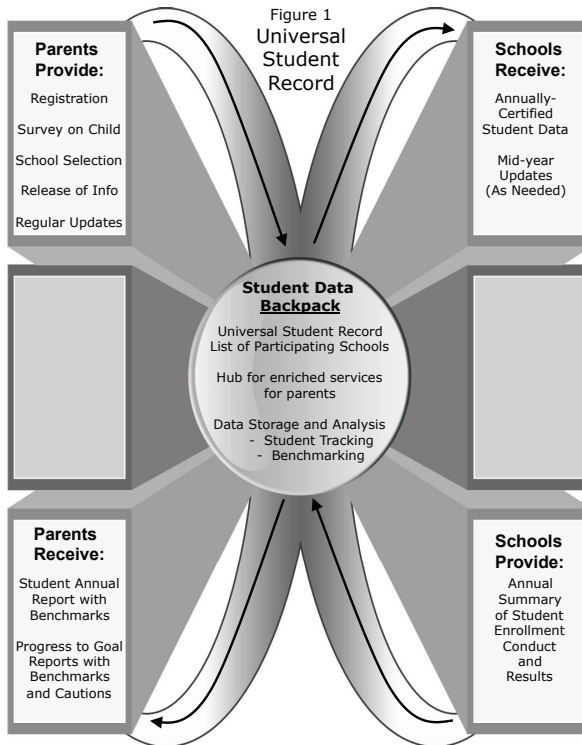 Figure 1
Universal
Student
Record
Parents
Provide:
Registration
Survey on Child
School Selection
Release of Info
Regular Updates
Schools
Receive:
Annually-
Certified
Student Data
Mid-year
Updates
(As Needed)
Student Data
Backpack
Universal Student Record
List of Participating Schools
Hub for enriched services
for parents
Data Storage and Analysis
- Student Tracking
- Benchmarking
Parents
Receive:
Student Annual
Report with
Benchmarks
Progress to Goal
Reports with
Benchmarks
and Cautions
Schools
Provide:
Annual
Summary
of Student
Enrollment
Conduct
and
Results